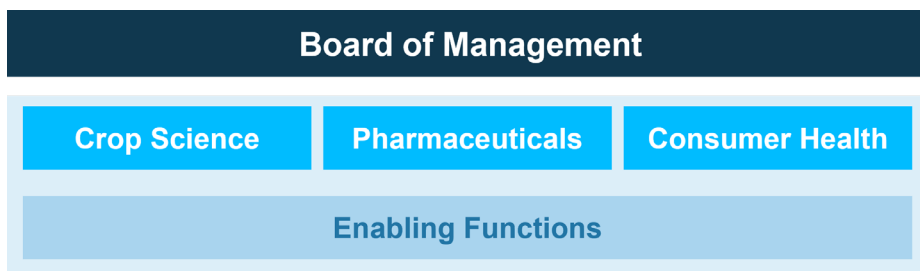 Board of Management
Crop Science
Pharmaceuticals
Consumer Health
Enabling Functions